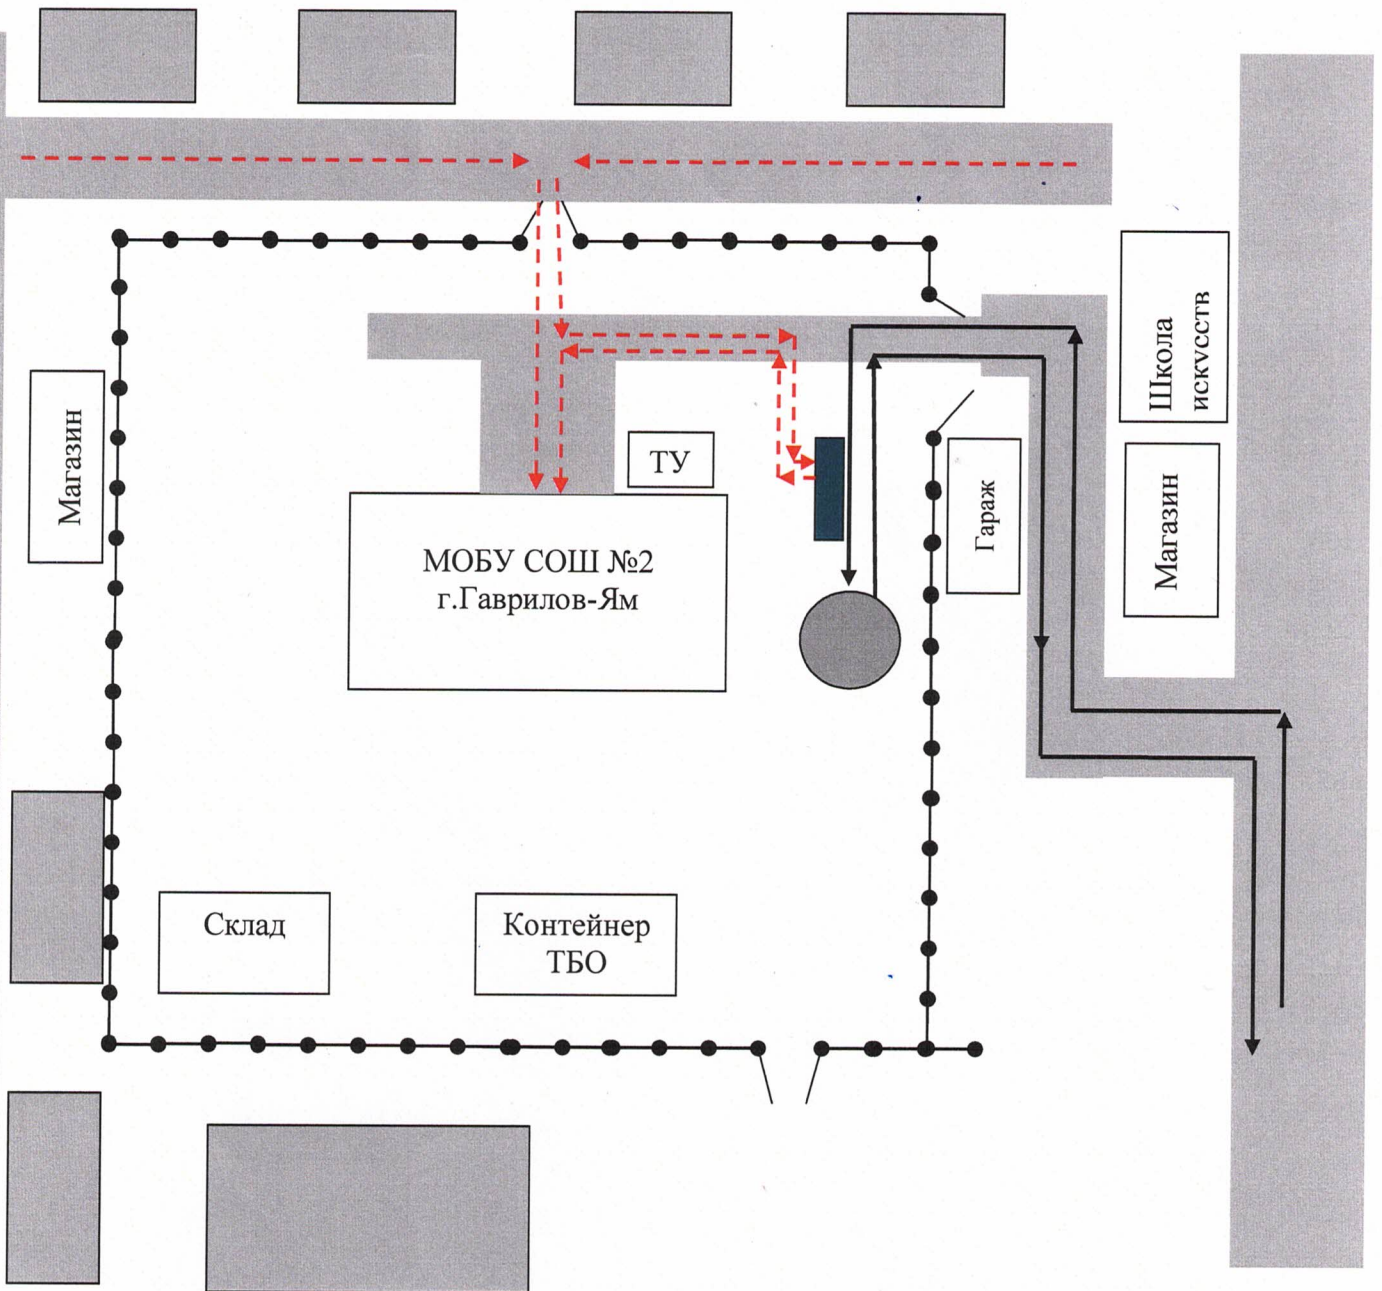 Школа
искусств
Магазин
ТУ
Магазин
Гараж
МОБУ СОШ №2
г.Гаврилов-Ям
Склад
Контейнер
ТБО